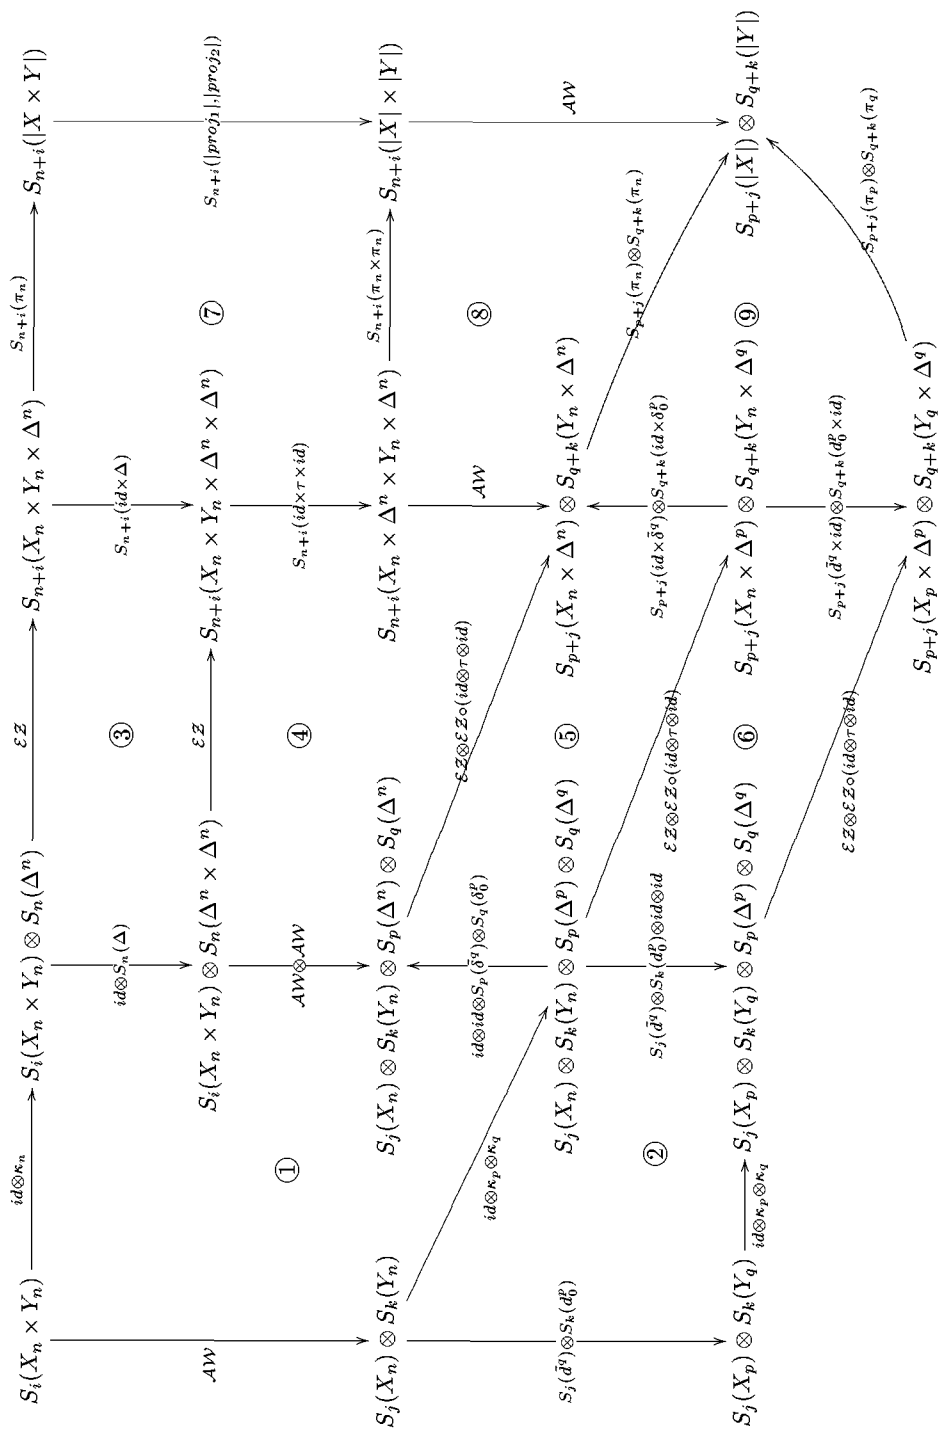 S_i(X_n × Y_n)
id⊗κ_n
S_i(X_n × Y_n) ⊗ S_n(Δ^n)
𝓔𝓩
S_{n+i}(X_n × Y_n × Δ^n)
S_{n+i}(π_n)
S_{n+i}(|X × Y|)
id⊗S_n(Δ)
③
S_{n+i}(id×Δ)
𝓐𝓦
①
S_i(X_n × Y_n) ⊗ S_n(Δ^n × Δ^n)
𝓔𝓩
S_{n+i}(X_n × Y_n × Δ^n × Δ^n)
⑦
S_{n+i}(|proj_1|,|proj_2|)
𝓐𝓦⊗𝓐𝓦
④
S_{n+i}(id×τ×id)
S_j(X_n) ⊗ S_k(Y_n)
S_j(X_n) ⊗ S_k(Y_n) ⊗ S_p(Δ^n) ⊗ S_q(Δ^n)
S_{n+i}(X_n × Δ^n × Y_n × Δ^n)
S_{n+i}(π_n×π_n)
S_{n+i}(|X| × |Y|)
id⊗κ_p⊗κ_q
id⊗id⊗S_p(δ̄^q)⊗S_q(δ_0^p)
𝓔𝓩⊗𝓔𝓩∘(id⊗τ⊗id)
𝓐𝓦
⑧
𝓐𝓦
S_j(d̄^q)⊗S_k(d_0^p)
S_j(X_n) ⊗ S_k(Y_n) ⊗ S_p(Δ^p) ⊗ S_q(Δ^q)
⑤
S_{p+j}(X_n × Δ^n) ⊗ S_{q+k}(Y_n × Δ^n)
S_{p+j}(π_n)⊗S_{q+k}(π_n)
②
S_j(d̄^q)⊗S_k(d_0^p)⊗id⊗id
𝓔𝓩⊗𝓔𝓩∘(id⊗τ⊗id)
S_{p+j}(id×δ̄^q)⊗S_{q+k}(id×δ_0^p)
S_j(X_p) ⊗ S_k(Y_q)
id⊗κ_p⊗κ_q
S_j(X_p) ⊗ S_k(Y_q) ⊗ S_p(Δ^p) ⊗ S_q(Δ^q)
⑥
S_{p+j}(X_n × Δ^p) ⊗ S_{q+k}(Y_n × Δ^q)
⑨
S_{p+j}(|X|) ⊗ S_{q+k}(|Y|)
𝓔𝓩⊗𝓔𝓩∘(id⊗τ⊗id)
S_{p+j}(d̄^q×id)⊗S_{q+k}(d_0^p×id)
S_{p+j}(π_p)⊗S_{q+k}(π_q)
S_{p+j}(X_p × Δ^p) ⊗ S_{q+k}(Y_q × Δ^q)